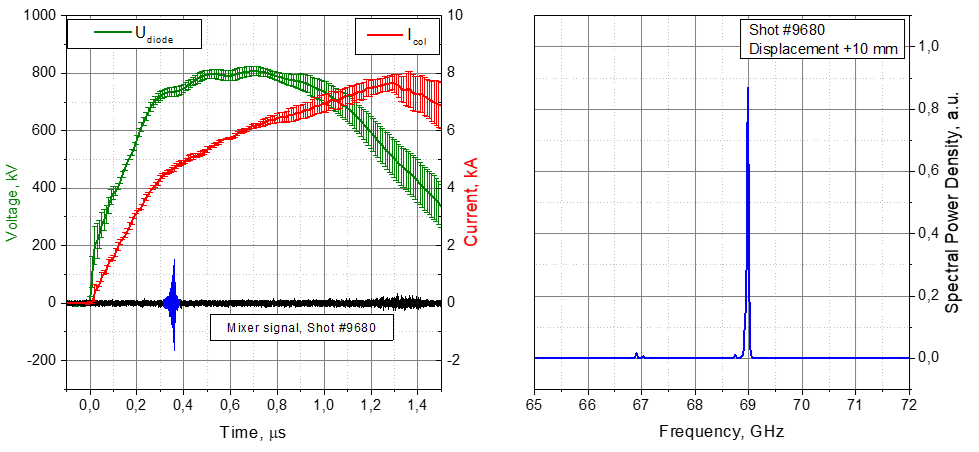 1000
800
600
400
200
0
-200
Voltage, kV
U diode
I col
10
8
6
4
2
0
-2
Current, kA
Mixer signal, Shot #9680
0,0 0,2 0,4 0,6 0,8 1,0 1,2 1,4
Time, μs
Shot #9680
Displacement +10 mm
1,0
0,8
0,6
0,4
0,2
0,0
Spectral Power Density, a.u.
65 66 67 68 69 70 71 72
Frequency, GHz